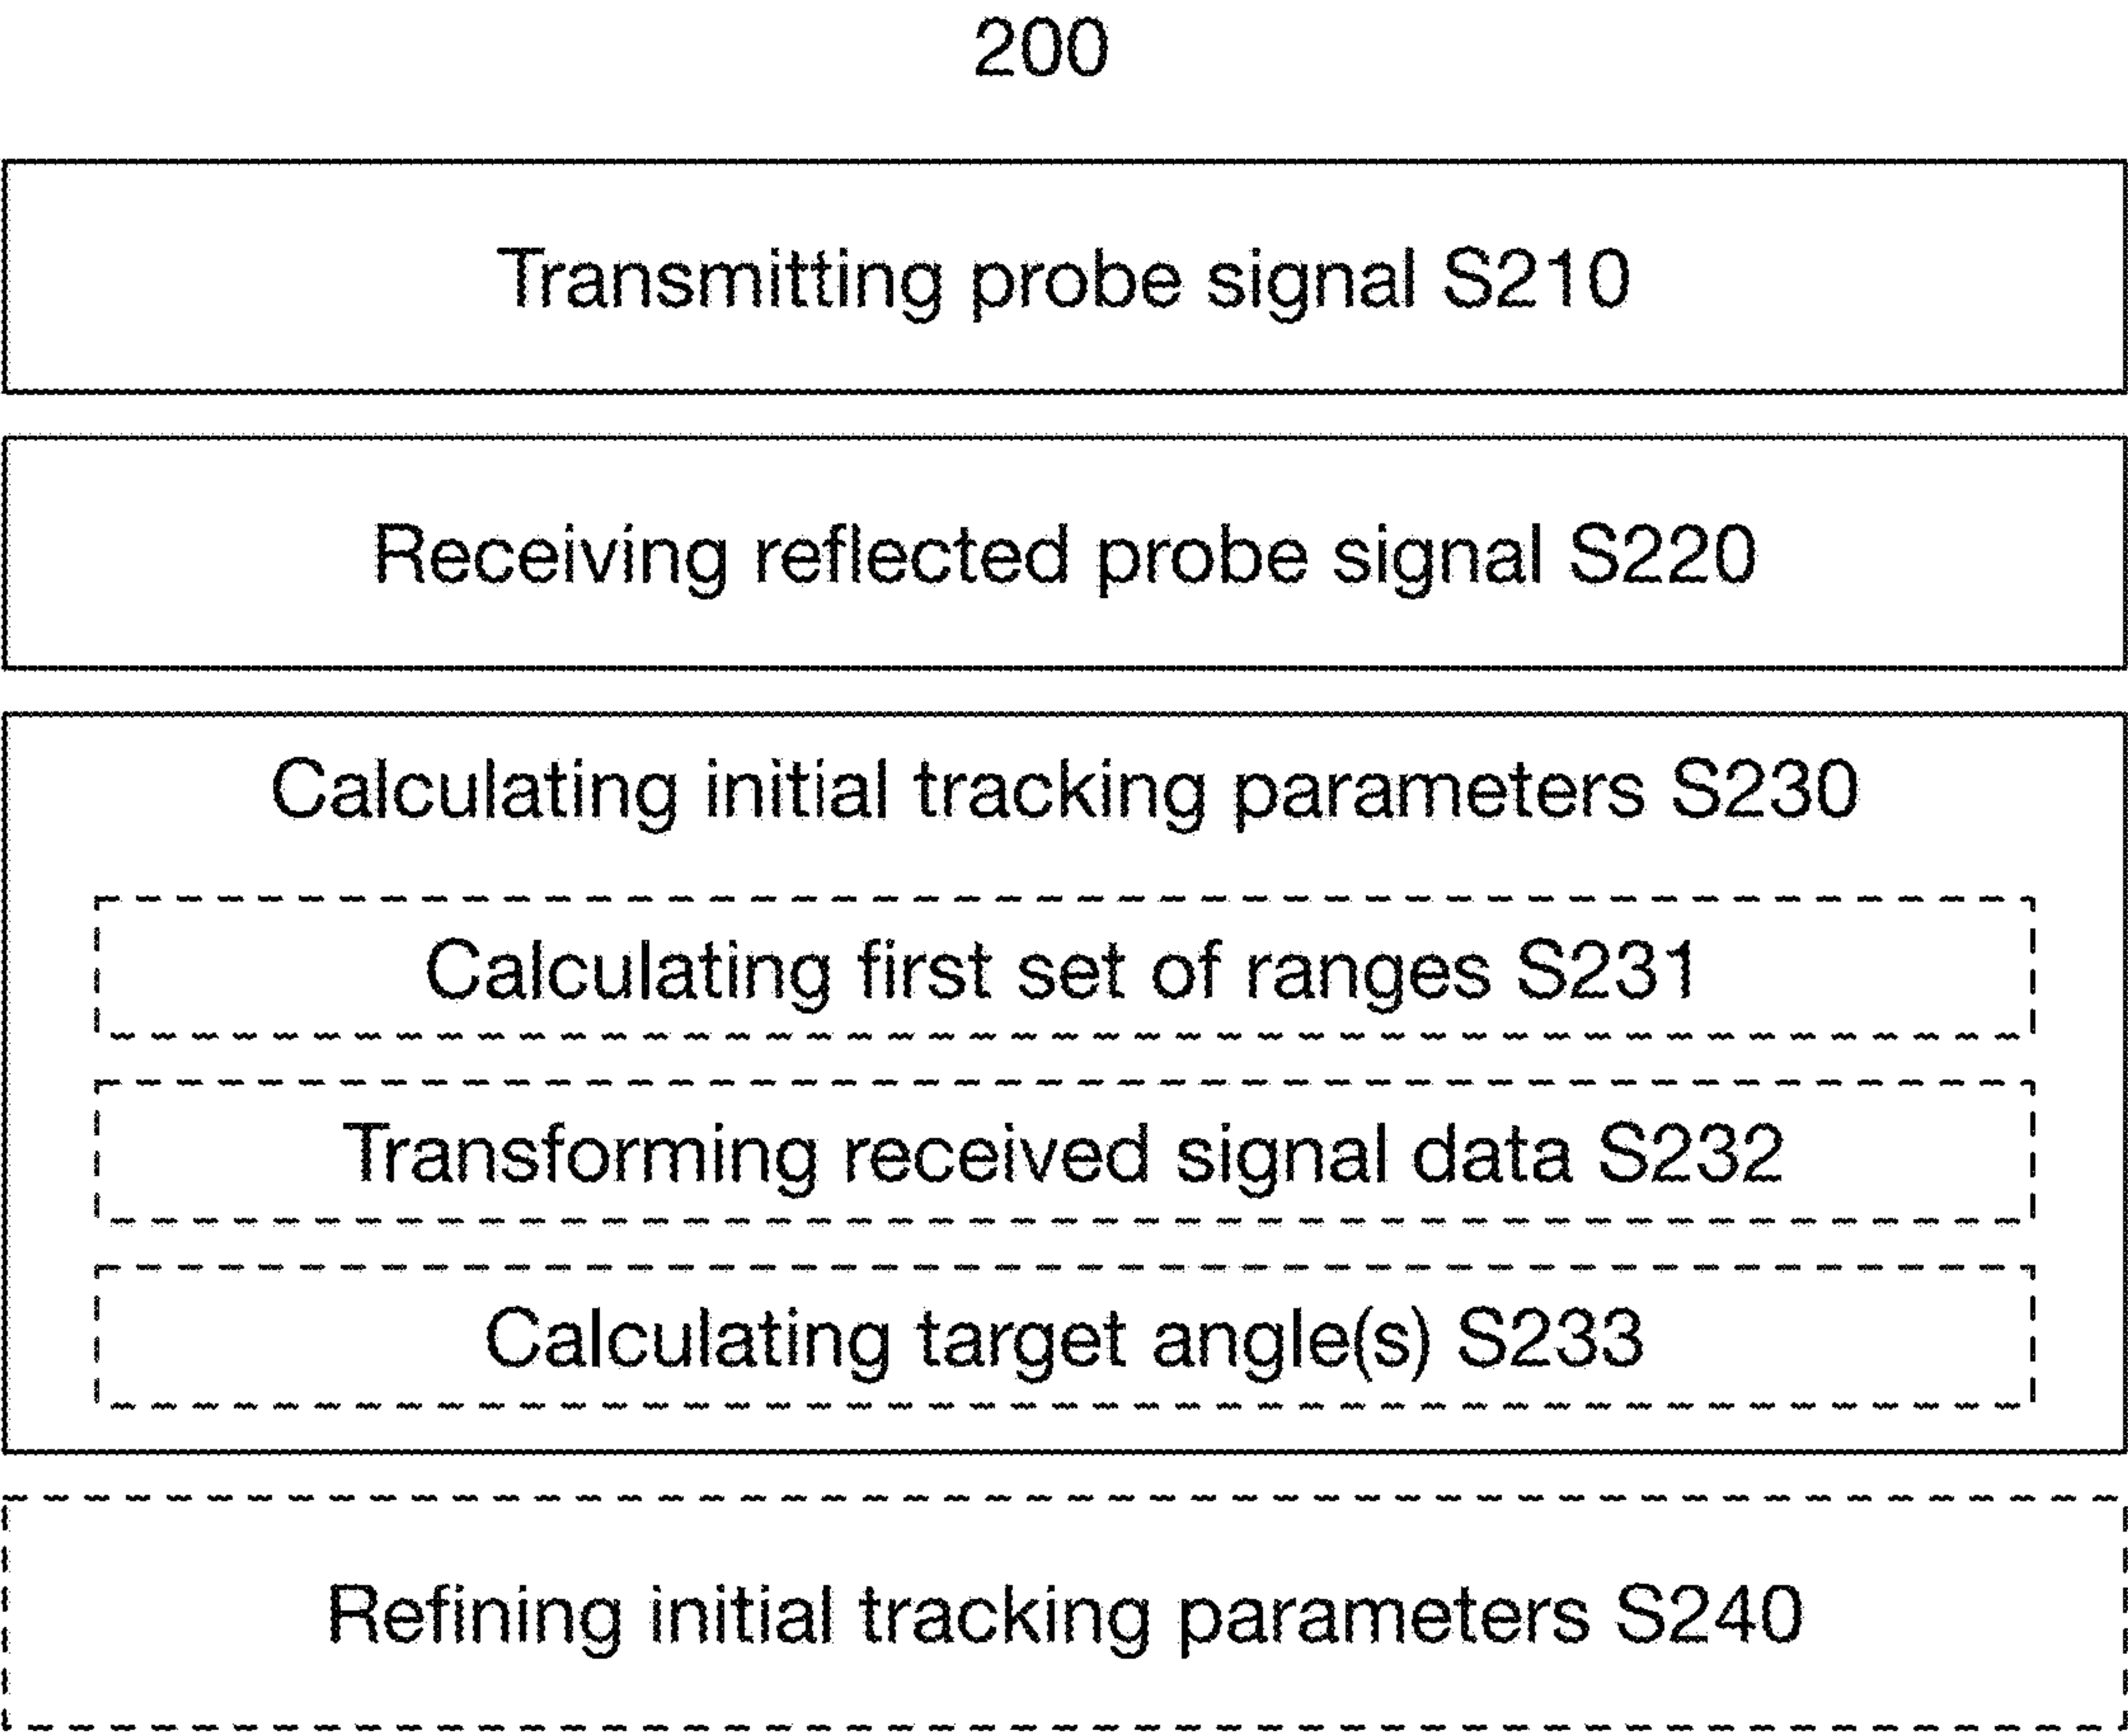 200
Transmitting probe signal S210
Receiving reflected probe signal S220
Calculating initial tracking parameters S230
Calculating first set of ranges S231
Transforming received signal data S232
Calculating target angle(s) S233
Refining initial tracking parameters S240